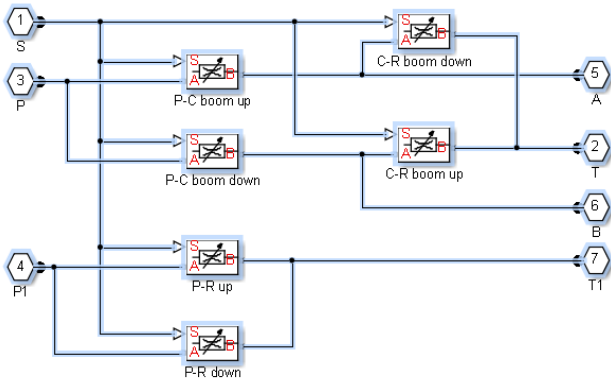 1
S
S
A
B
C-R boom down
3
P
S
A
B
P-C boom up
5
A
S
A
B
P-C boom down
S
A
B
C-R boom up
2
T
6
B
4
P1
S
A
B
P-R up
7
T1
S
A
B
P-R down